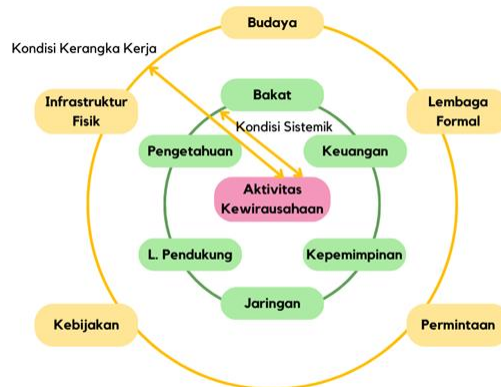 Budaya
Kondisi Kerangka Kerja
Infrastruktur
Fisik
Bakat
Lembaga
Formal
Kondisi Sistemik
Pengetahuan
Keuangan
Aktivitas
Kewirausahaan
L. Pendukung
Kepemimpinan
Jaringan
Kebijakan
Permintaan